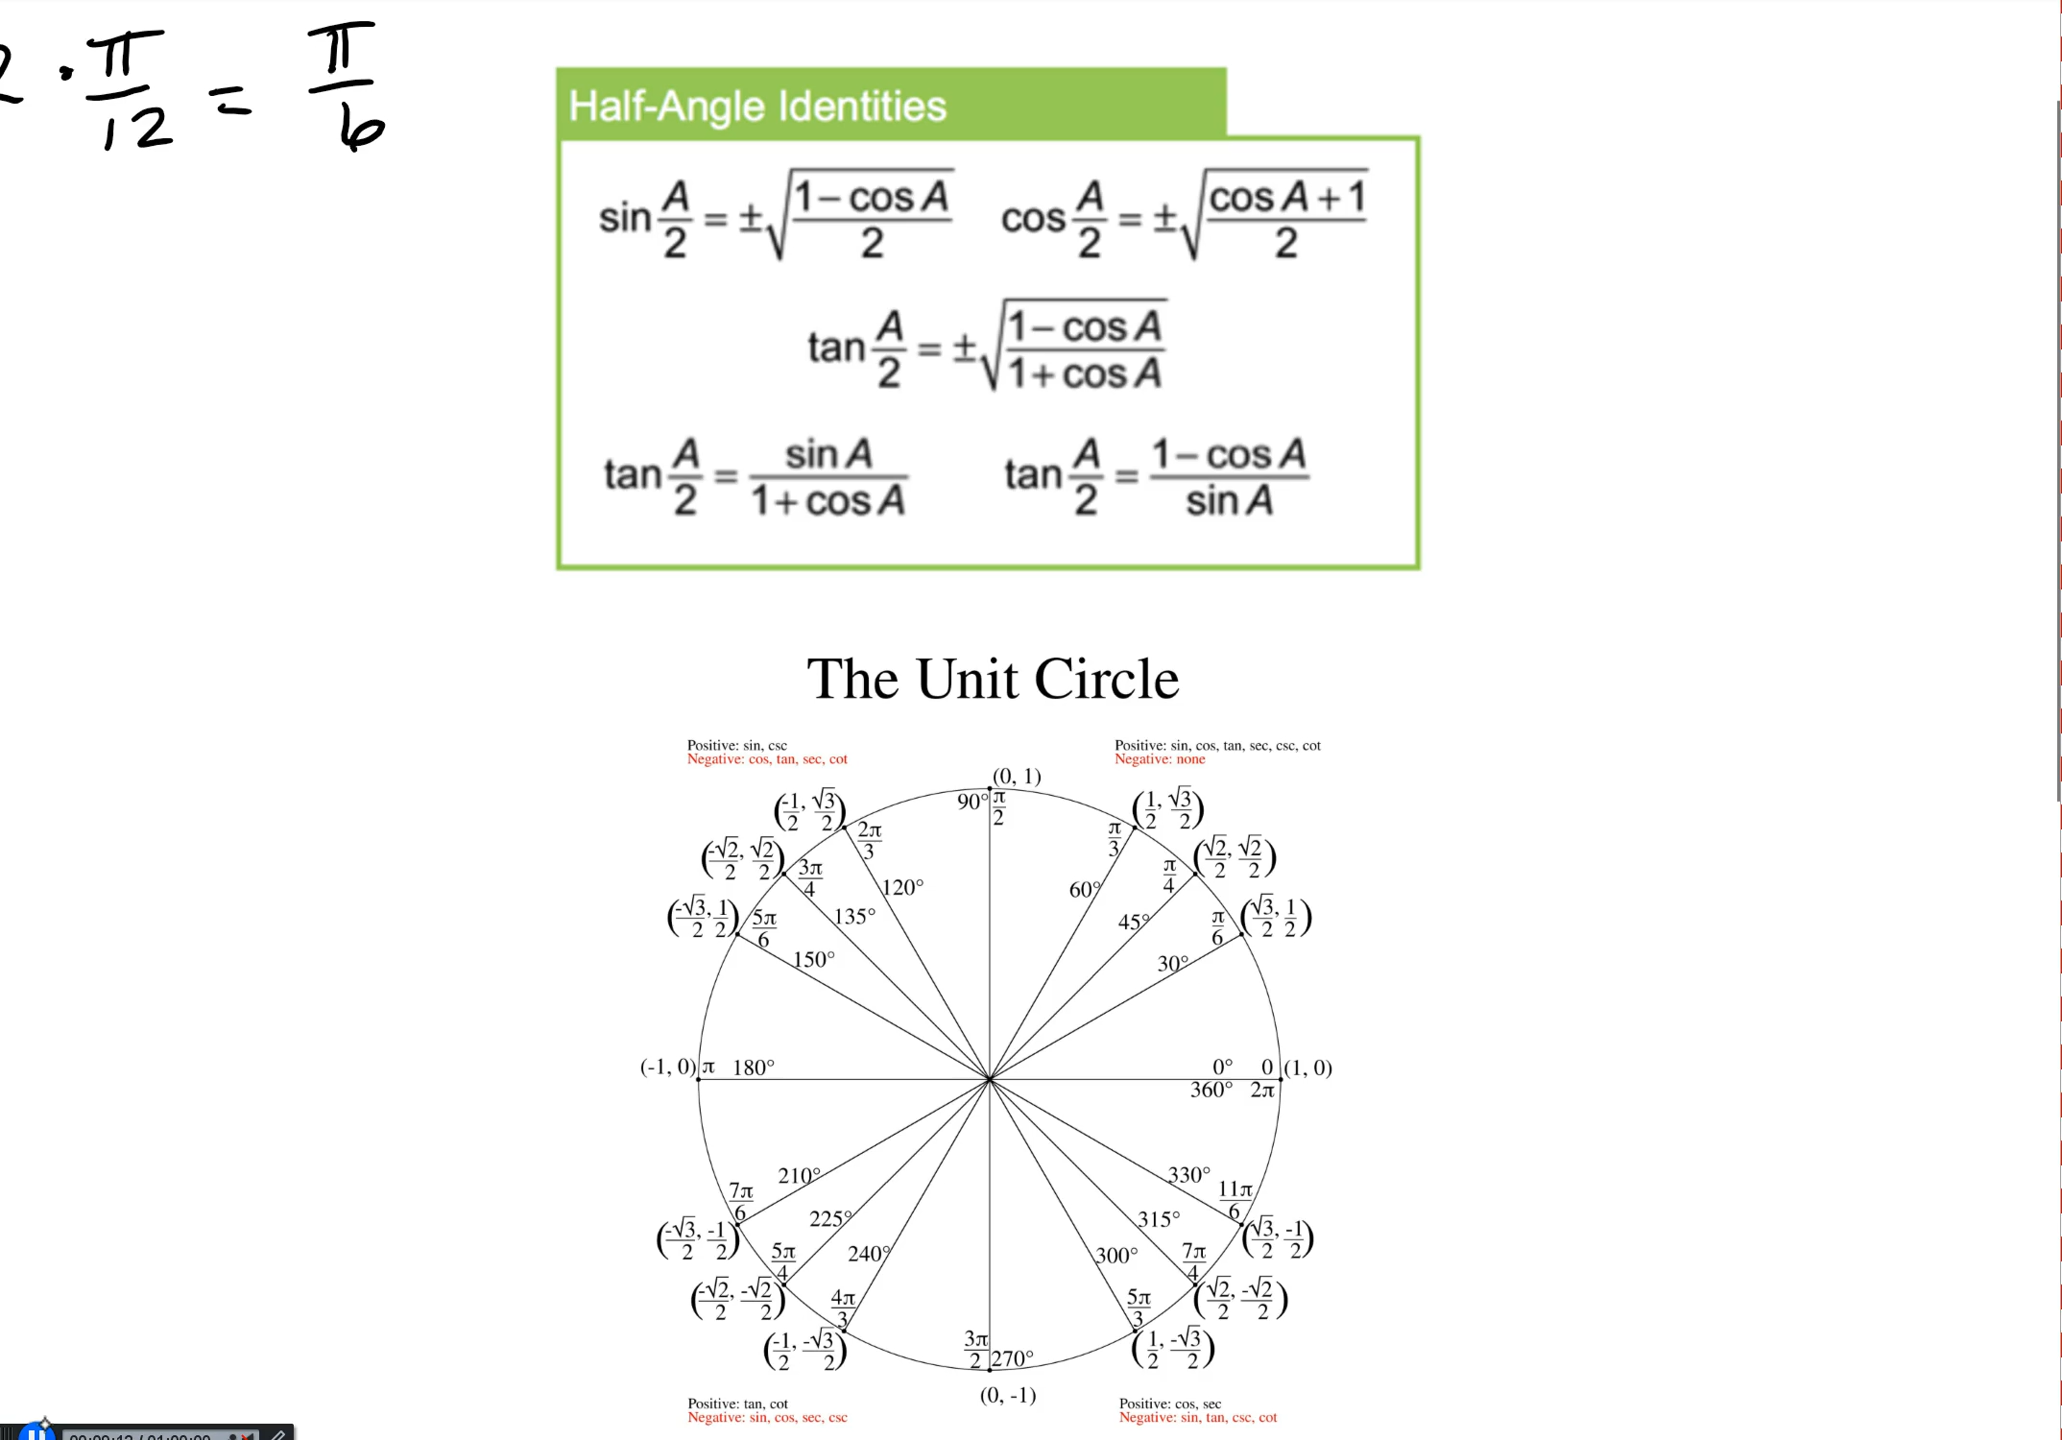 2 · π/12 = π/6
Half-Angle Identities
sin A/2 = ±√((1 – cos A)/2)   cos A/2 = ±√((cos A + 1)/2)
tan A/2 = ±√((1 – cos A)/(1 + cos A))
tan A/2 = sin A/(1 + cos A)   tan A/2 = (1 – cos A)/sin A
The Unit Circle
Positive: sin, csc
Negative: cos, tan, sec, cot
Positive: sin, cos, tan, sec, csc, cot
Negative: none
(0, 1)
90° π/2
(-1/2, √3/2) 2π/3 120°
(-√2/2, √2/2) 3π/4 135°
(-√3/2, 1/2) 5π/6 150°
(1/2, √3/2) π/3 60°
(√2/2, √2/2) π/4 45°
(√3/2, 1/2) π/6 30°
(-1, 0) π 180°
0° 0 (1, 0)
360° 2π
210° 7π/6 (-√3/2, -1/2)
225° 5π/4 (-√2/2, -√2/2)
240° 4π/3 (-1/2, -√3/2)
330° 11π/6 (√3/2, -1/2)
315° 7π/4 (√2/2, -√2/2)
300° 5π/3 (1/2, -√3/2)
3π/2 270°
(0, -1)
Positive: tan, cot
Negative: sin, cos, sec, csc
Positive: cos, sec
Negative: sin, tan, csc, cot